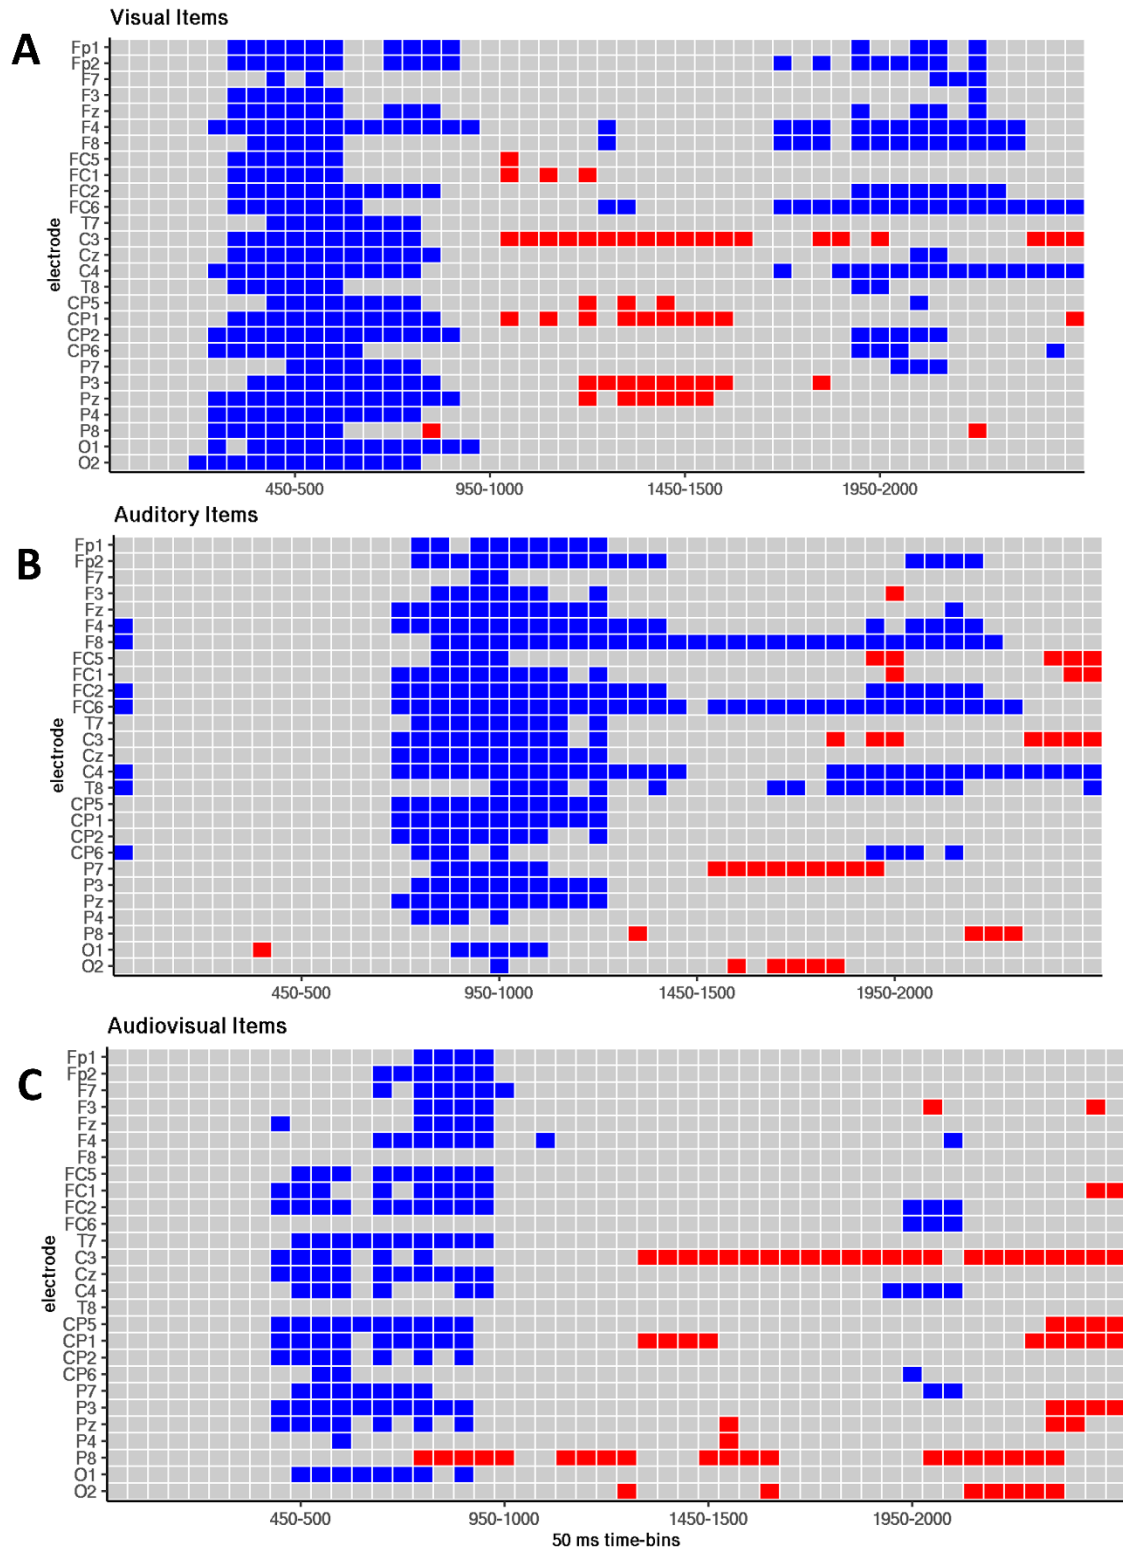 Visual Items
A
Fp1
Fp2
F7
F3
Fz
F4
F8
FC5
FC1
FC2
FC6
T7
C3
Cz
C4
T8
CP5
CP1
CP2
CP6
P7
P3
Pz
P4
P8
O1
O2
electrode
450-500 950-1000 1450-1500 1950-2000
Auditory Items
B
Fp1
Fp2
F7
F3
Fz
F4
F8
FC5
FC1
FC2
FC6
T7
C3
Cz
C4
T8
CP5
CP1
CP2
CP6
P7
P3
Pz
P4
P8
O1
O2
electrode
450-500 950-1000 1450-1500 1950-2000
Audiovisual Items
C
Fp1
Fp2
F7
F3
Fz
F4
F8
FC5
FC1
FC2
FC6
T7
C3
Cz
C4
T8
CP5
CP1
CP2
CP6
P7
P3
Pz
P4
P8
O1
O2
electrode
450-500 950-1000 1450-1500 1950-2000
50 ms time-bins